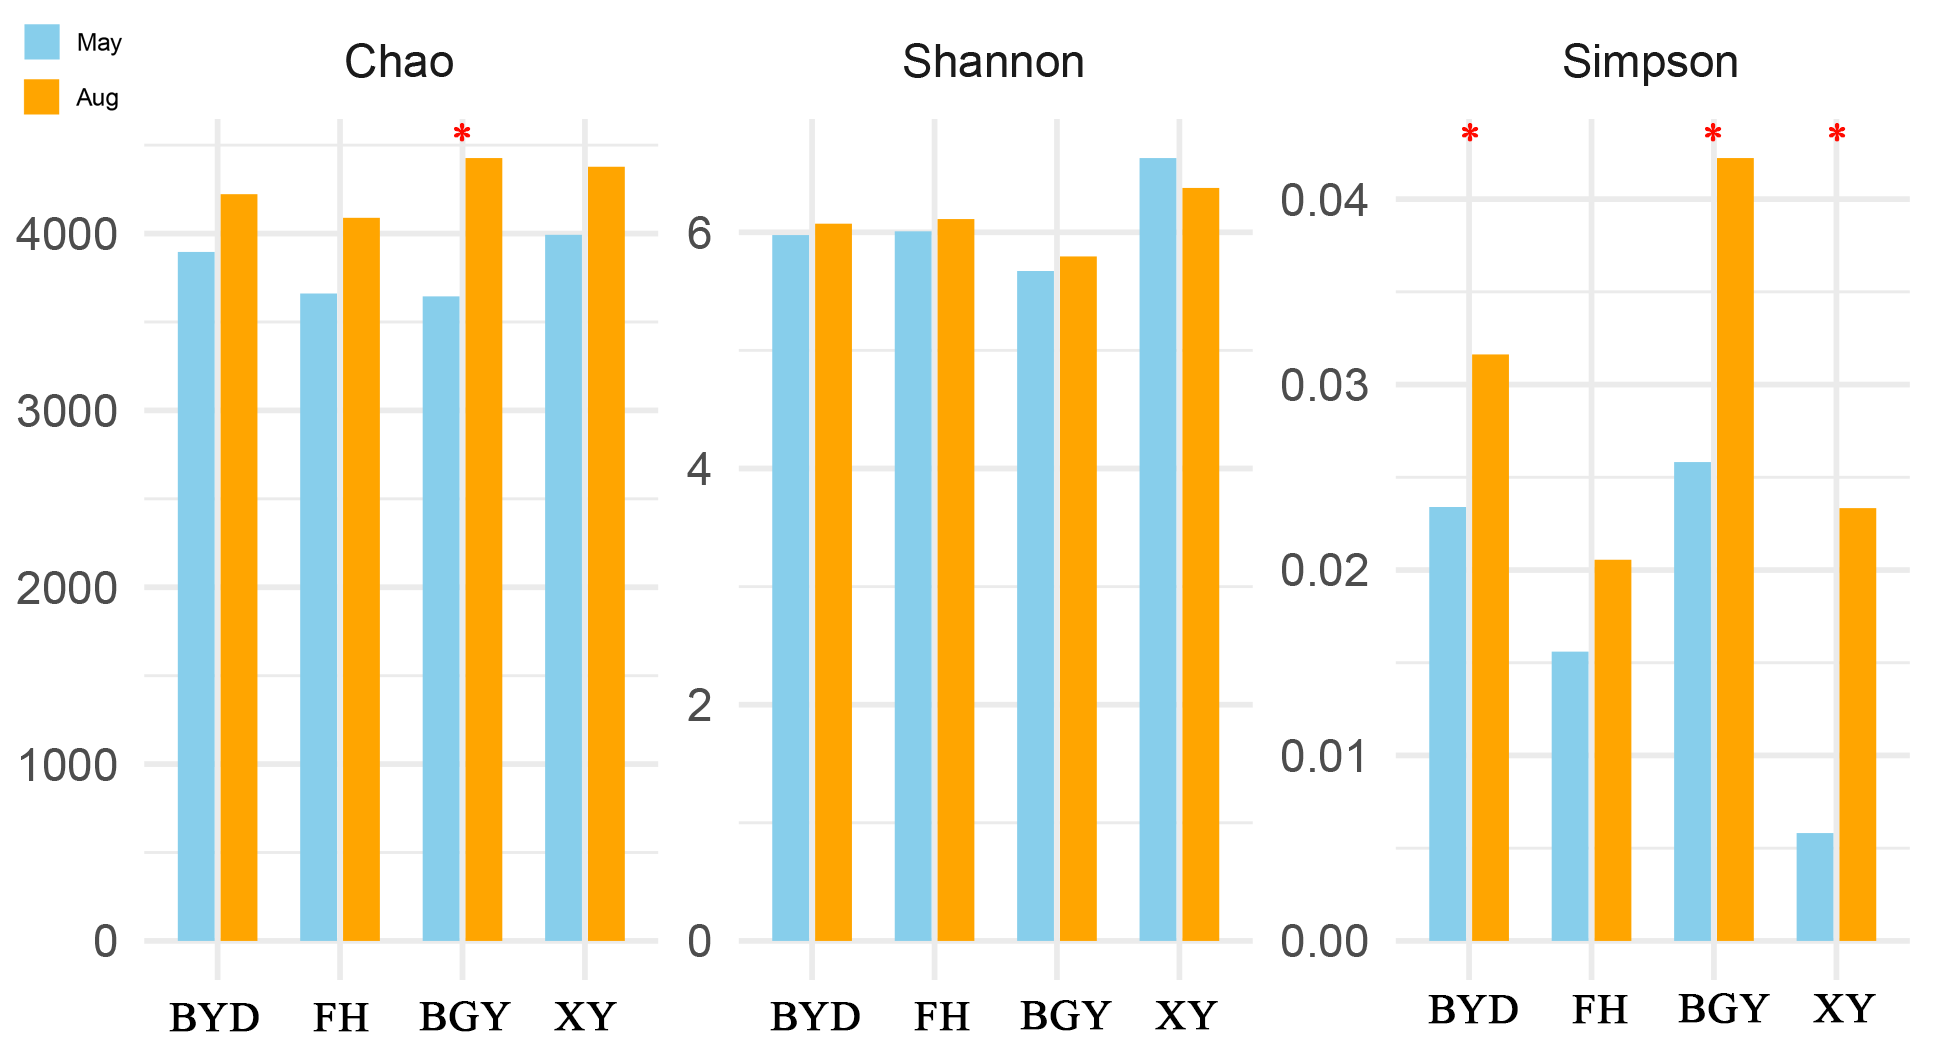 May
Aug
Chao
Shannon
Simpson
*
* * *
4000
3000
2000
1000
0
BYD FH BGY XY
6
4
2
0
BYD FH BGY XY
0.04
0.03
0.02
0.01
0.00
BYD FH BGY XY